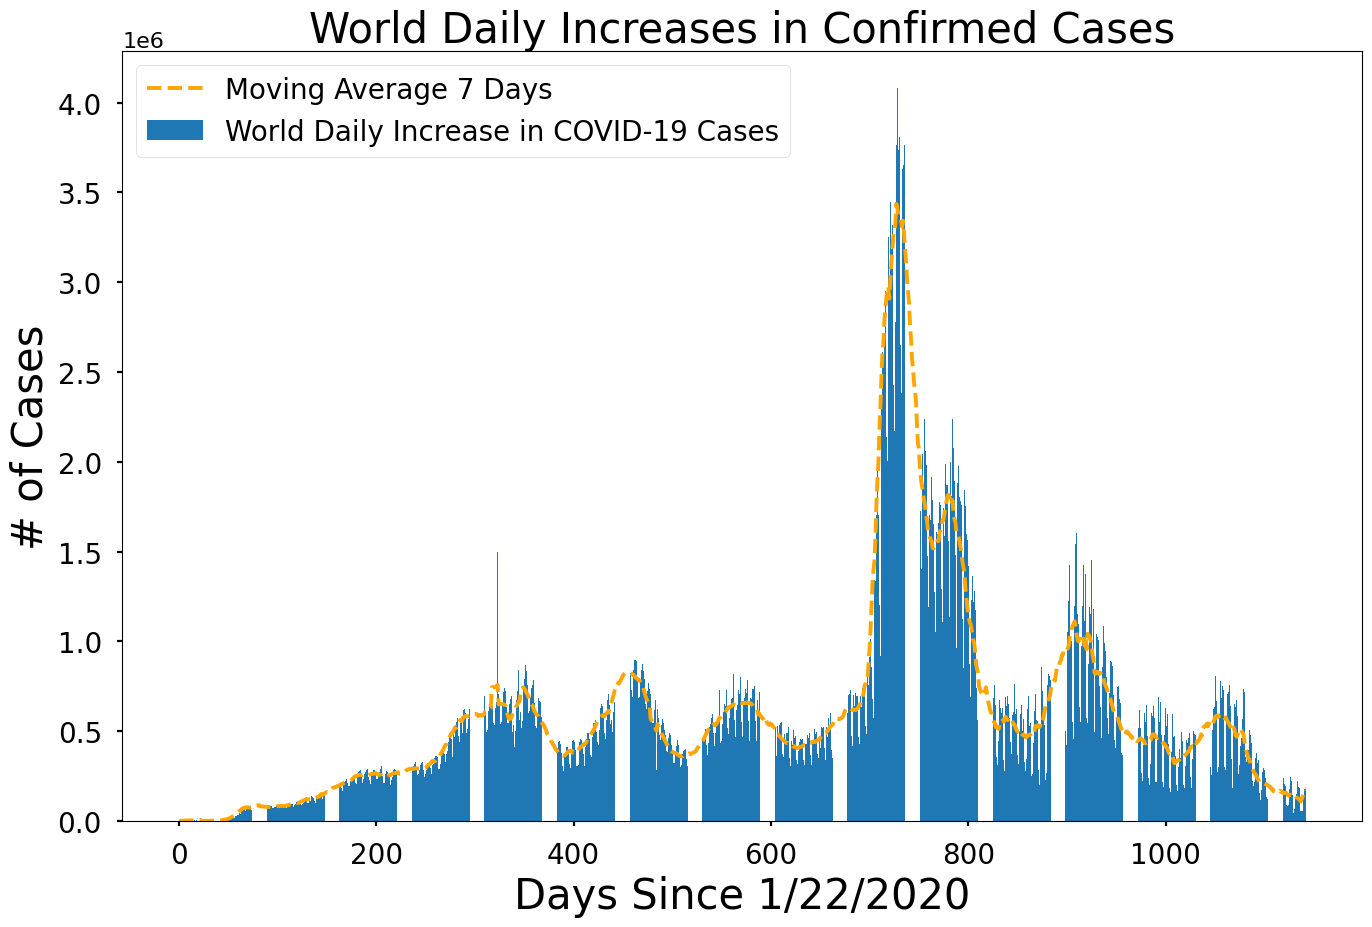 World Daily Increases in Confirmed Cases
1e6
Moving Average 7 Days
World Daily Increase in COVID-19 Cases
4.0
3.5
3.0
2.5
2.0
1.5
1.0
0.5
0.0
# of Cases
0 200 400 600 800 1000
Days Since 1/22/2020